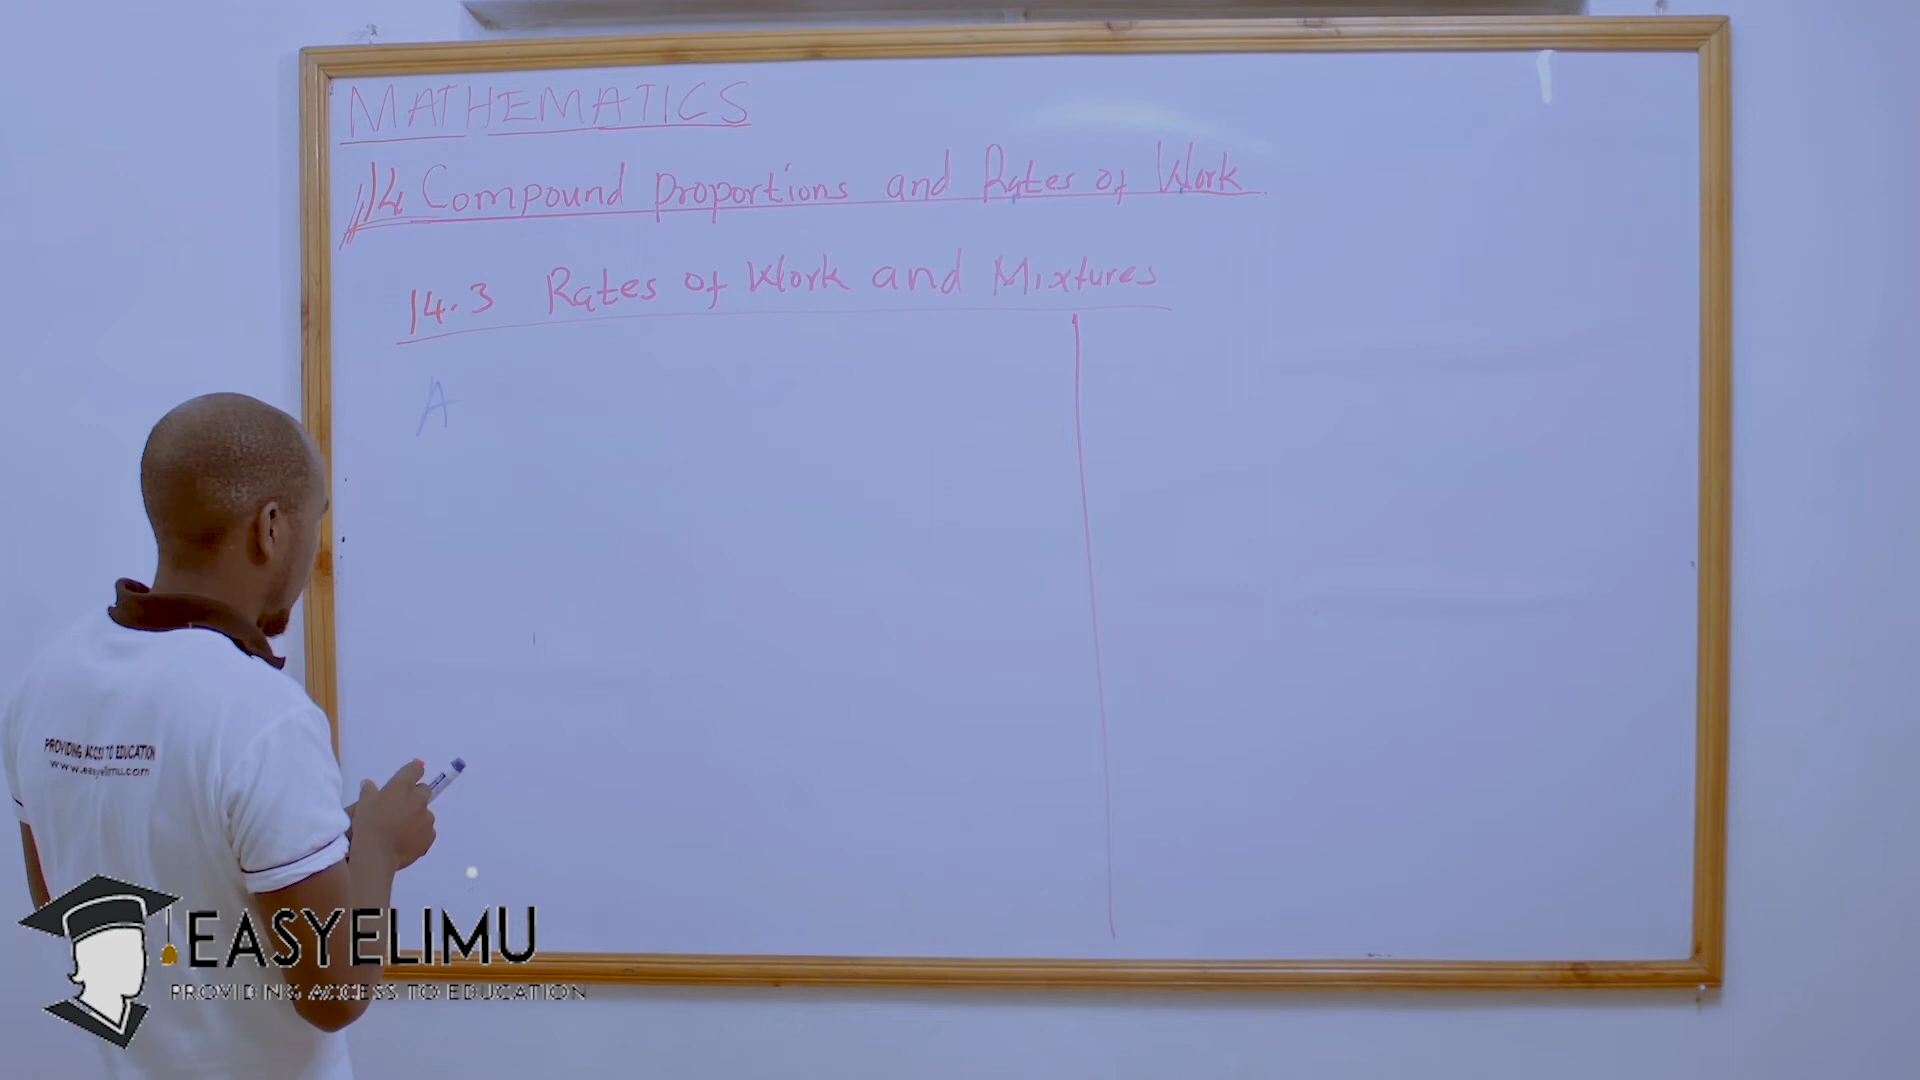 MATHEMATICS
14 Compound proportions and Rates of Work
14.3 Rates of Work and Mixtures
A
PROVIDING ACCESS TO EDUCATION
www.easyelimu.com
EASYELIMU
PROVIDING ACCESS TO EDUCATION